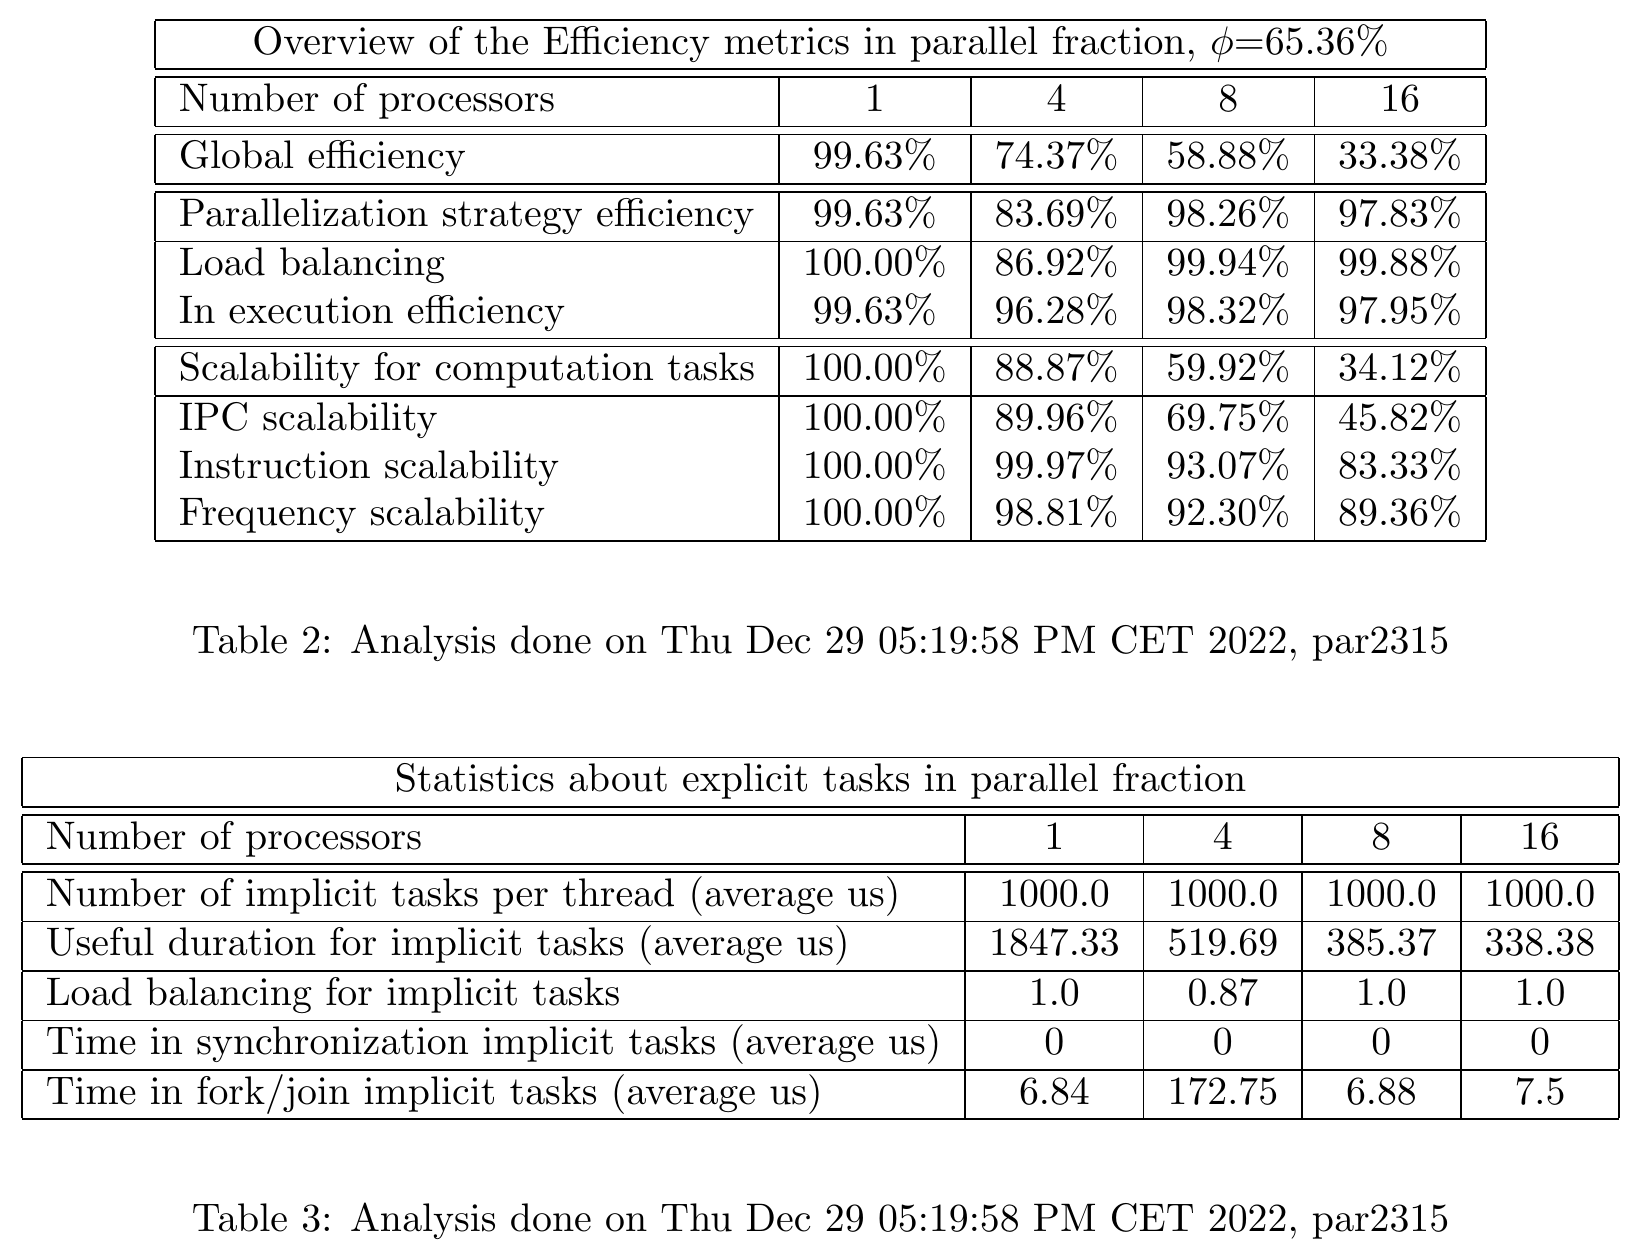 Overview of the Efficiency metrics in parallel fraction, ϕ=65.36%
Number of processors 1 4 8 16
Global efficiency 99.63% 74.37% 58.88% 33.38%
Parallelization strategy efficiency 99.63% 83.69% 98.26% 97.83%
Load balancing 100.00% 86.92% 99.94% 99.88%
In execution efficiency 99.63% 96.28% 98.32% 97.95%
Scalability for computation tasks 100.00% 88.87% 59.92% 34.12%
IPC scalability 100.00% 89.96% 69.75% 45.82%
Instruction scalability 100.00% 99.97% 93.07% 83.33%
Frequency scalability 100.00% 98.81% 92.30% 89.36%
Table 2: Analysis done on Thu Dec 29 05:19:58 PM CET 2022, par2315
Statistics about explicit tasks in parallel fraction
Number of processors 1 4 8 16
Number of implicit tasks per thread (average us) 1000.0 1000.0 1000.0 1000.0
Useful duration for implicit tasks (average us) 1847.33 519.69 385.37 338.38
Load balancing for implicit tasks 1.0 0.87 1.0 1.0
Time in synchronization implicit tasks (average us) 0 0 0 0
Time in fork/join implicit tasks (average us) 6.84 172.75 6.88 7.5
Table 3: Analysis done on Thu Dec 29 05:19:58 PM CET 2022, par2315